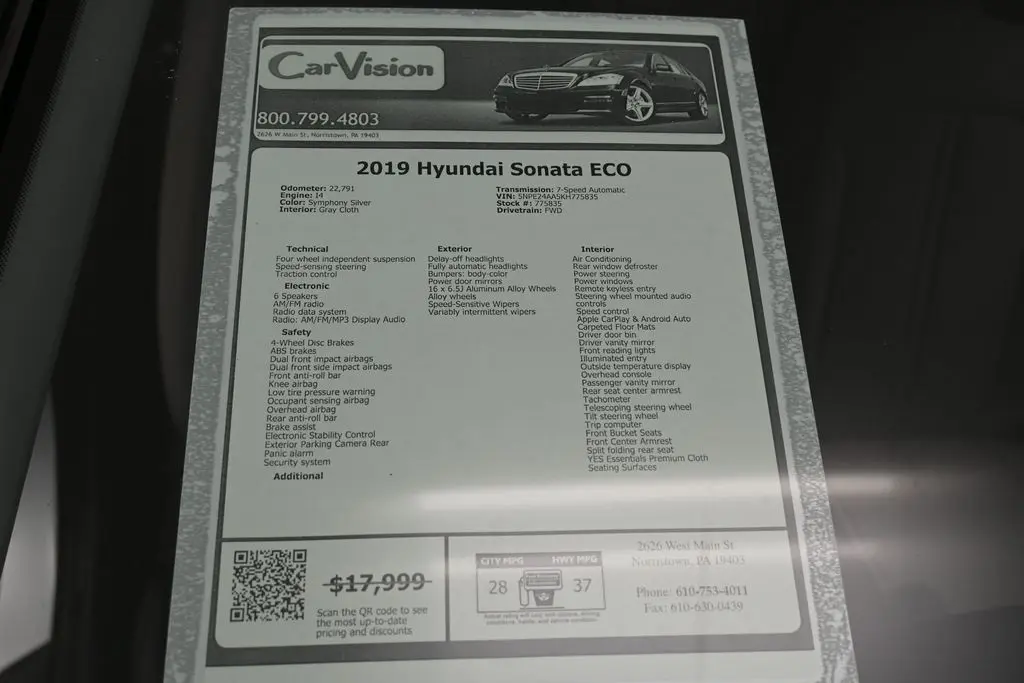 CarVision
800.799.4803
2626 W Main St, Norristown, PA 19403
2019 Hyundai Sonata ECO
Odometer: 22,791
Engine: I4
Color: Symphony Silver
Interior: Gray Cloth
Transmission: 7-Speed Automatic
VIN: 5NPE24AA5KH775835
Stock #: 775835
Drivetrain: FWD
Technical
Four wheel independent suspension
Speed-sensing steering
Traction control
Electronic
6 Speakers
AM/FM radio
Radio data system
Radio: AM/FM/MP3 Display Audio
Safety
4-Wheel Disc Brakes
ABS brakes
Dual front impact airbags
Dual front side impact airbags
Front anti-roll bar
Knee airbag
Low tire pressure warning
Occupant sensing airbag
Overhead airbag
Rear anti-roll bar
Brake assist
Electronic Stability Control
Exterior Parking Camera Rear
Panic alarm
Security system
Additional
Exterior
Delay-off headlights
Fully automatic headlights
Bumpers: body-color
Power door mirrors
16 x 6.5J Aluminum Alloy Wheels
Alloy wheels
Speed-Sensitive Wipers
Variably intermittent wipers
Interior
Air Conditioning
Rear window defroster
Power steering
Power windows
Remote keyless entry
Steering wheel mounted audio
controls
Speed control
Apple CarPlay & Android Auto
Carpeted Floor Mats
Driver door bin
Driver vanity mirror
Front reading lights
Illuminated entry
Outside temperature display
Overhead console
Passenger vanity mirror
Rear seat center armrest
Tachometer
Telescoping steering wheel
Tilt steering wheel
Trip computer
Front Bucket Seats
Front Center Armrest
Split folding rear seat
YES Essentials Premium Cloth
Seating Surfaces
$17,999
Scan the QR code to see
the most up-to-date
pricing and discounts
CITY MPG HWY MPG
28 37
Actual rating will vary with options, driving
conditions, habits, and vehicle condition.
2626 West Main St
Norristown, PA 19403
Phone: 610-753-4011
Fax: 610-630-0439